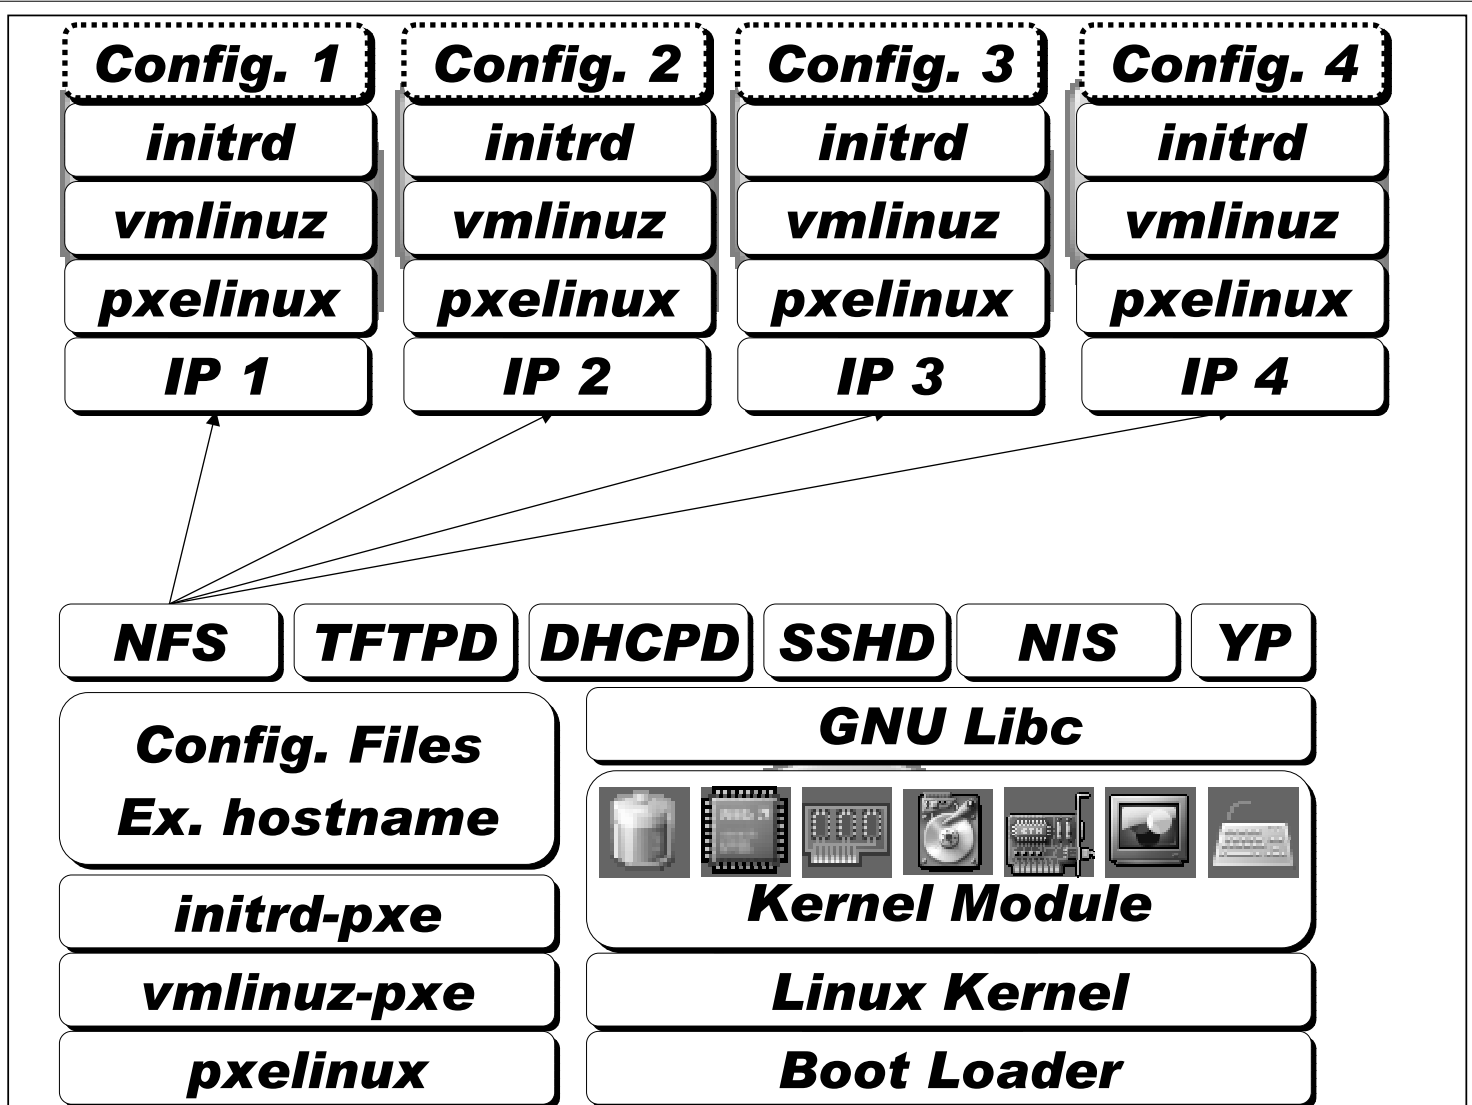 Config. 1 Config. 2 Config. 3 Config. 4
initrd initrd initrd initrd
vmlinuz vmlinuz vmlinuz vmlinuz
pxelinux pxelinux pxelinux pxelinux
IP 1 IP 2 IP 3 IP 4
NFS TFTPD DHCPD SSHD NIS YP
Config. Files
Ex. hostname
initrd-pxe
vmlinuz-pxe
pxelinux
GNU Libc
ETH
Kernel Module
Linux Kernel
Boot Loader